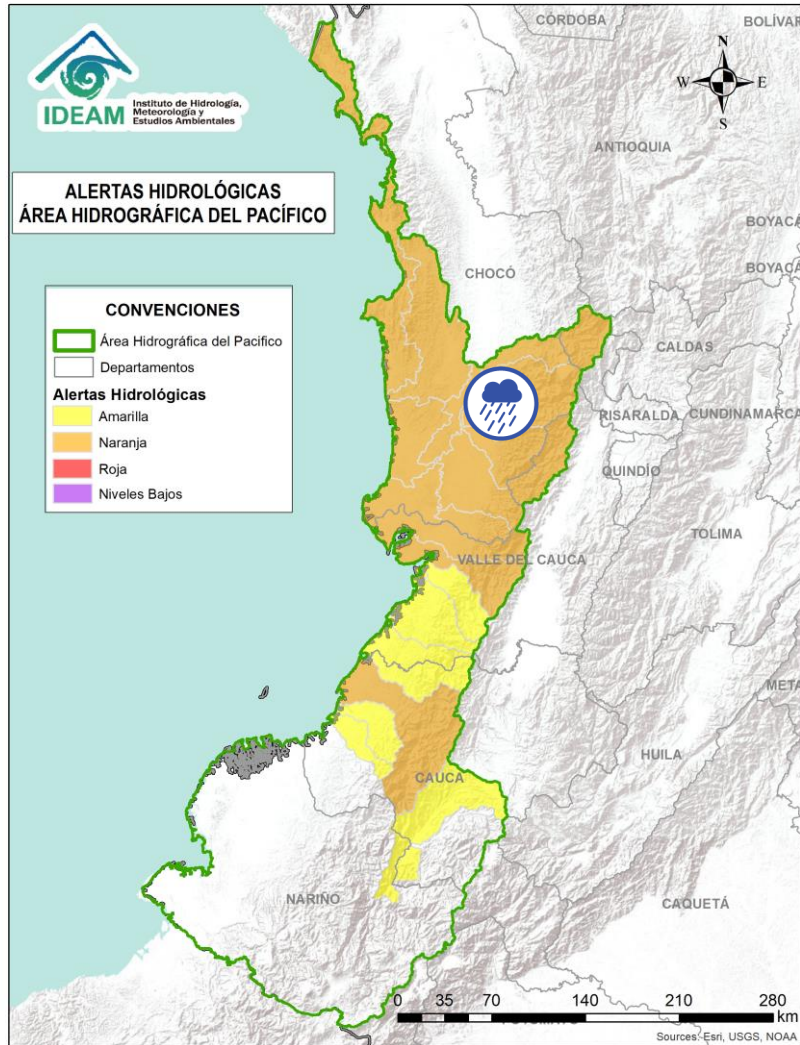 IDEAM
Instituto de Hidrología,
Meteorología y
Estudios Ambientales
ALERTAS HIDROLÓGICAS
ÁREA HIDROGRÁFICA DEL PACÍFICO
CONVENCIONES
Área Hidrográfica del Pacifico
Departamentos
Alertas Hidrológicas
Amarilla
Naranja
Roja
Niveles Bajos
N
W
E
S
CÓRDOBA
BOLÍVAR
ANTIOQUIA
BOYACÁ
BOYACÁ
CHOCÓ
CALDAS
RISARALDA
CUNDINAMARCA
QUINDÍO
TOLIMA
VALLE DEL CAUCA
META
HUILA
CAUCA
NARIÑO
CAQUETÁ
0 35 70 140 210 280
km
Sources: Esri, USGS, NOAA